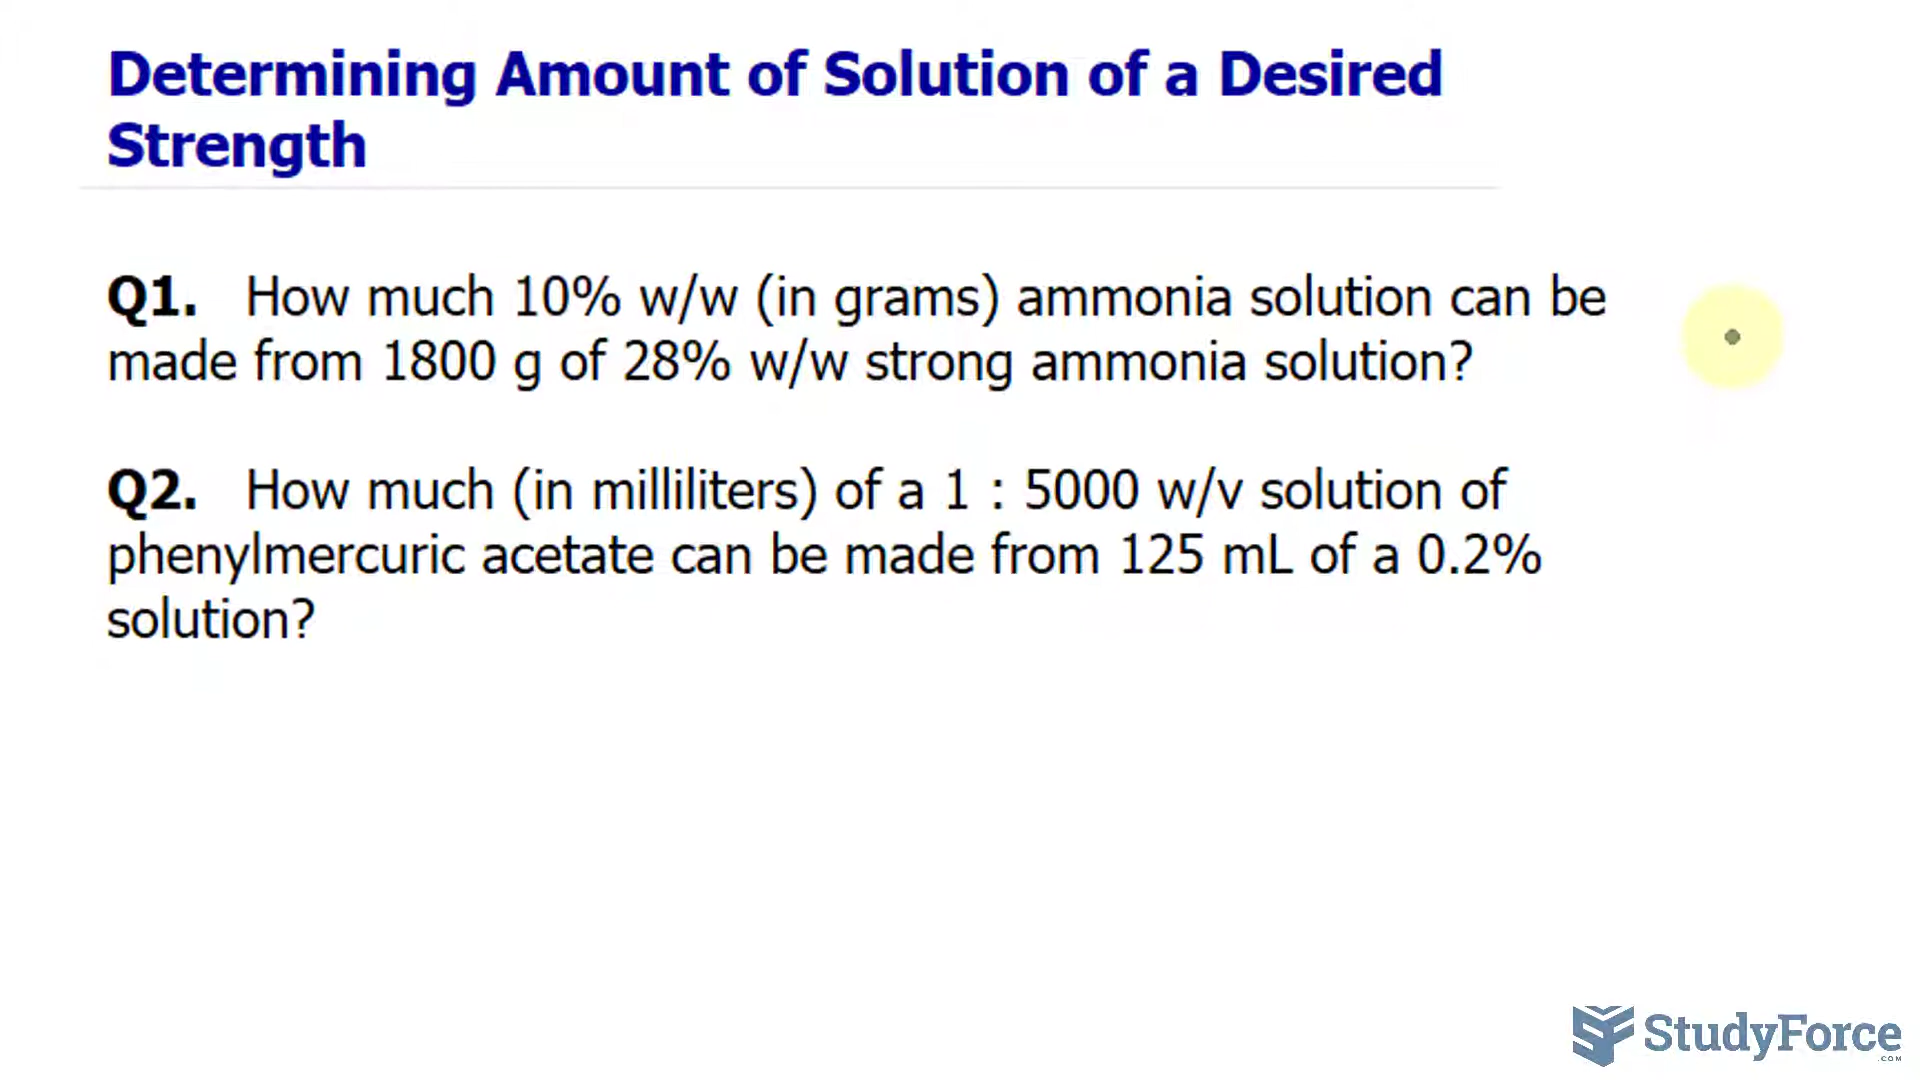 Determining Amount of Solution of a Desired
Strength
Q1. How much 10% w/w (in grams) ammonia solution can be
made from 1800 g of 28% w/w strong ammonia solution?
Q2. How much (in milliliters) of a 1 : 5000 w/v solution of
phenylmercuric acetate can be made from 125 mL of a 0.2%
solution?
StudyForce
.COM